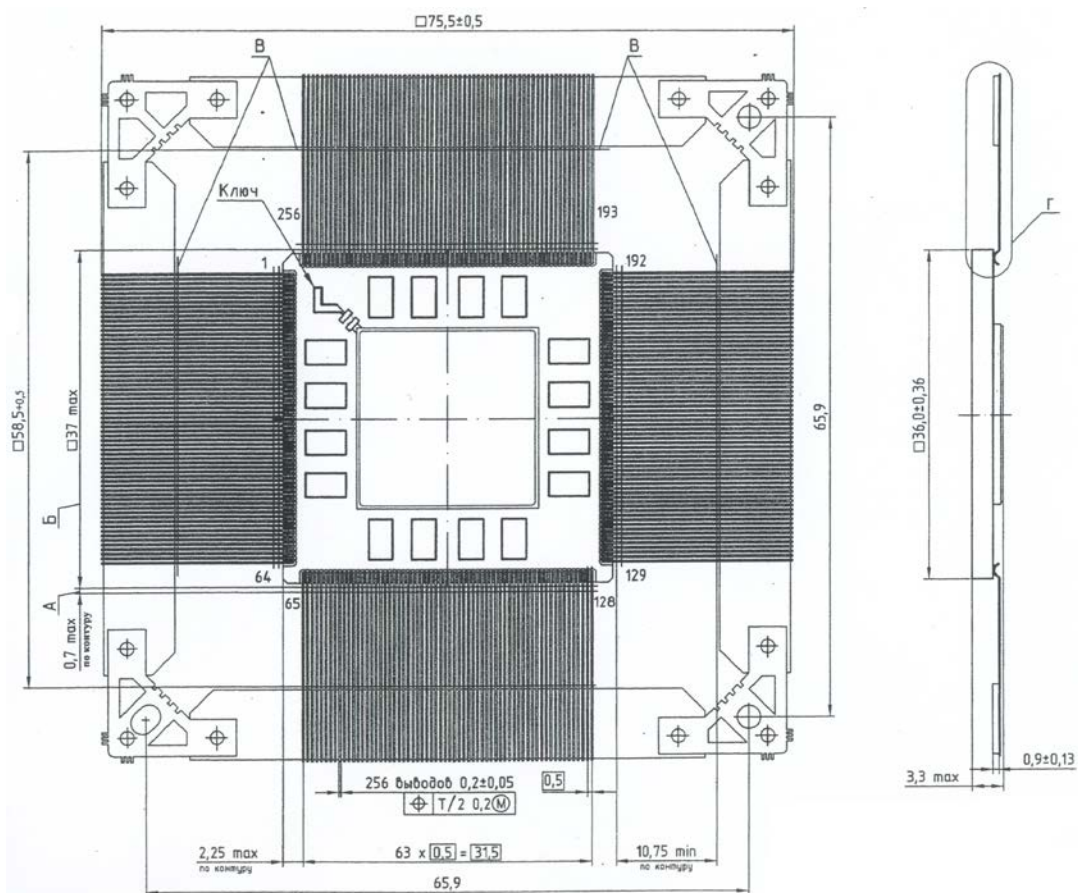 □75,5±0,5
В
В
Ключ
256
193
1
192
Г
□58,5±0,5
□37 max
65,9
□36,0±0,36
Б
64
129
А
65
128
0,7 max
по контуру
256 выводов 0,2±0,05
0,5
0,9±0,13
⌖ Т/2 0,2Ⓜ
3,3 max
2,25 max
по контуру
63 x 0,5 = 31,5
10,75 min
по контуру
65,9